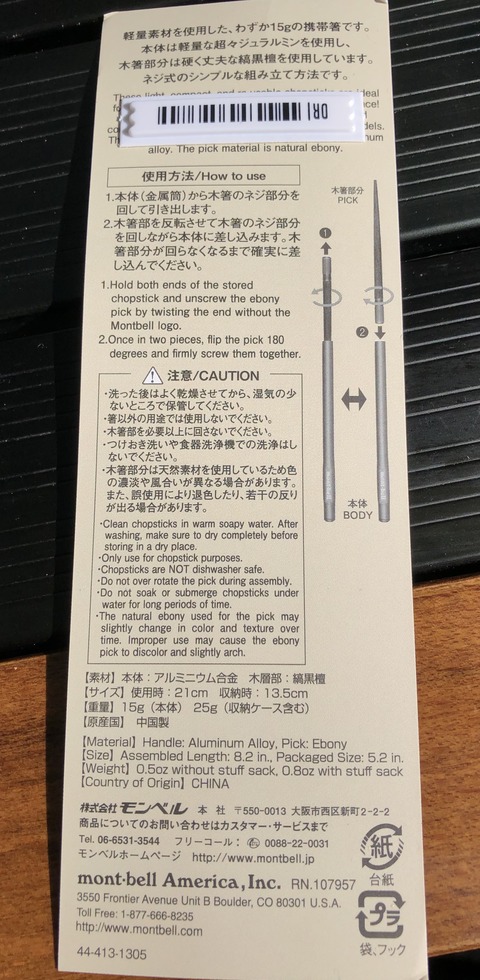 軽量素材を使用した、わずか15gの携帯箸です。
本体は軽量な超々ジュラルミンを使用し、
木箸部分は硬く丈夫な縞黒檀を使用しています。
ネジ式のシンプルな組み立て方法です。
These light, compact, and reusable chopsticks are ideal
alloy. The pick material is natural ebony.
使用方法/How to use
1.本体(金属筒)から木箸のネジ部分を
回して引き出します。
2.木箸部を反転させて木箸のネジ部分
を回しながら本体に差し込みます。木
箸部分が回らなくなるまで確実に差
し込んでください。
1.Hold both ends of the stored
chopstick and unscrew the ebony
pick by twisting the end without the
Montbell logo.
2.Once in two pieces, flip the pick 180
degrees and firmly screw them together.
木箸部分
PICK
1
2
本体
BODY
注意/CAUTION
・洗った後はよく乾燥させてから、湿気の少
ないところで保管してください。
・箸以外の用途では使用しないでください。
・木箸部を必要以上に回さないでください。
・つけおき洗いや食器洗浄機での洗浄はし
ないでください。
・木箸部分は天然素材を使用しているため色
の濃淡や風合いが異なる場合があります。
また、誤使用により退色したり、若干の反り
が出る場合があります。
・Clean chopsticks in warm soapy water. After
washing, make sure to dry completely before
storing in a dry place.
・Only use for chopstick purposes.
・Chopsticks are NOT dishwasher safe.
・Do not over rotate the pick during assembly.
・Do not soak or submerge chopsticks under
water for long periods of time.
・The natural ebony used for the pick may
slightly change in color and texture over
time. Improper use may cause the ebony
pick to discolor and slightly arch.
【素材】本体：アルミニウム合金 木層部：縞黒檀
【サイズ】使用時：21cm 収納時：13.5cm
【重量】15g(本体) 25g(収納ケース含む)
【原産国】 中国製
【Material】Handle: Aluminum Alloy, Pick: Ebony
【Size】Assembled Length: 8.2 in., Packaged Size: 5.2 in.
【Weight】0.5oz without stuff sack, 0.8oz with stuff sack
【Country of Origin】CHINA
株式会社モンベル 本 社 〒550-0013 大阪市西区新町2-2-2
商品についてのお問い合わせはカスタマー・サービスまで
Tel. 06-6531-3544 フリーコール： 0088-22-0031
モンベルホームページ http://www.montbell.jp
mont-bell America, Inc. RN.107957
3550 Frontier Avenue Unit B Boulder, CO 80301 U.S.A.
Toll Free: 1-877-666-8235
http://www.montbell.com
44-413-1305
紙
台紙
プラ
袋、フック